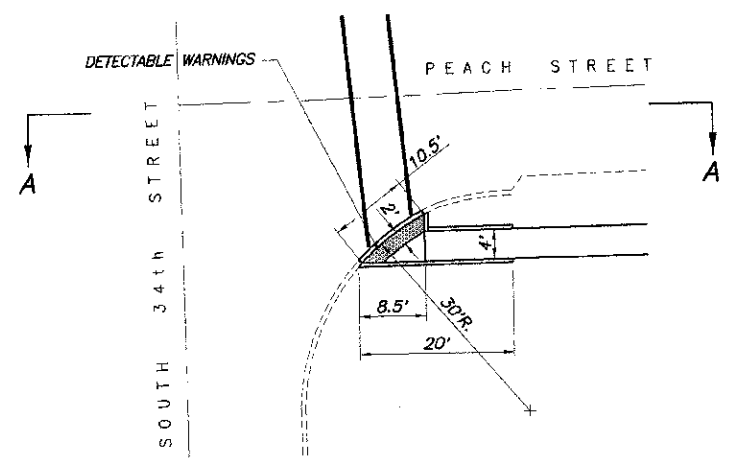 DETECTABLE WARNINGS
PEACH STREET
A
A
SOUTH 34th STREET
10.5'
2'
4'
8.5'
30'R.
20'